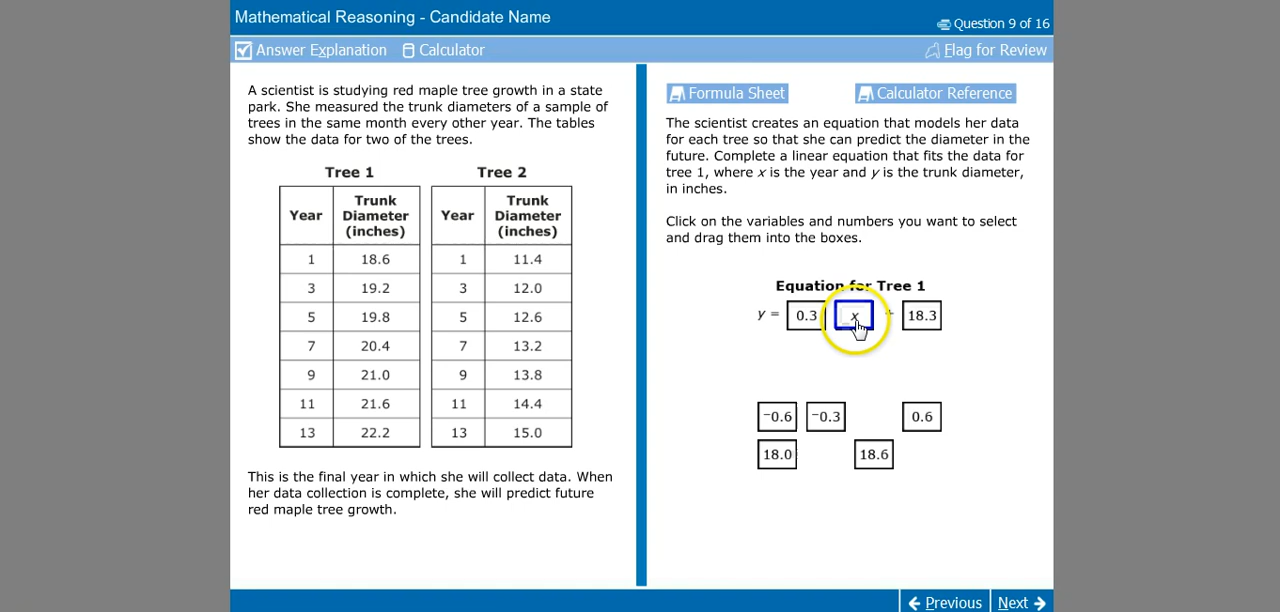 Mathematical Reasoning - Candidate Name
Question 9 of 16
Answer Explanation
Calculator
Flag for Review
A scientist is studying red maple tree growth in a state
park. She measured the trunk diameters of a sample of
trees in the same month every other year. The tables
show the data for two of the trees.
Tree 1
Year Trunk Diameter (inches)
1 18.6
3 19.2
5 19.8
7 20.4
9 21.0
11 21.6
13 22.2
Tree 2
Year Trunk Diameter (inches)
1 11.4
3 12.0
5 12.6
7 13.2
9 13.8
11 14.4
13 15.0
This is the final year in which she will collect data. When
her data collection is complete, she will predict future
red maple tree growth.
Formula Sheet
Calculator Reference
The scientist creates an equation that models her data
for each tree so that she can predict the diameter in the
future. Complete a linear equation that fits the data for
tree 1, where x is the year and y is the trunk diameter,
in inches.
Click on the variables and numbers you want to select
and drag them into the boxes.
Equation for Tree 1
y = 0.3 x + 18.3
−0.6 −0.3 0.6
18.0 18.6
Previous
Next